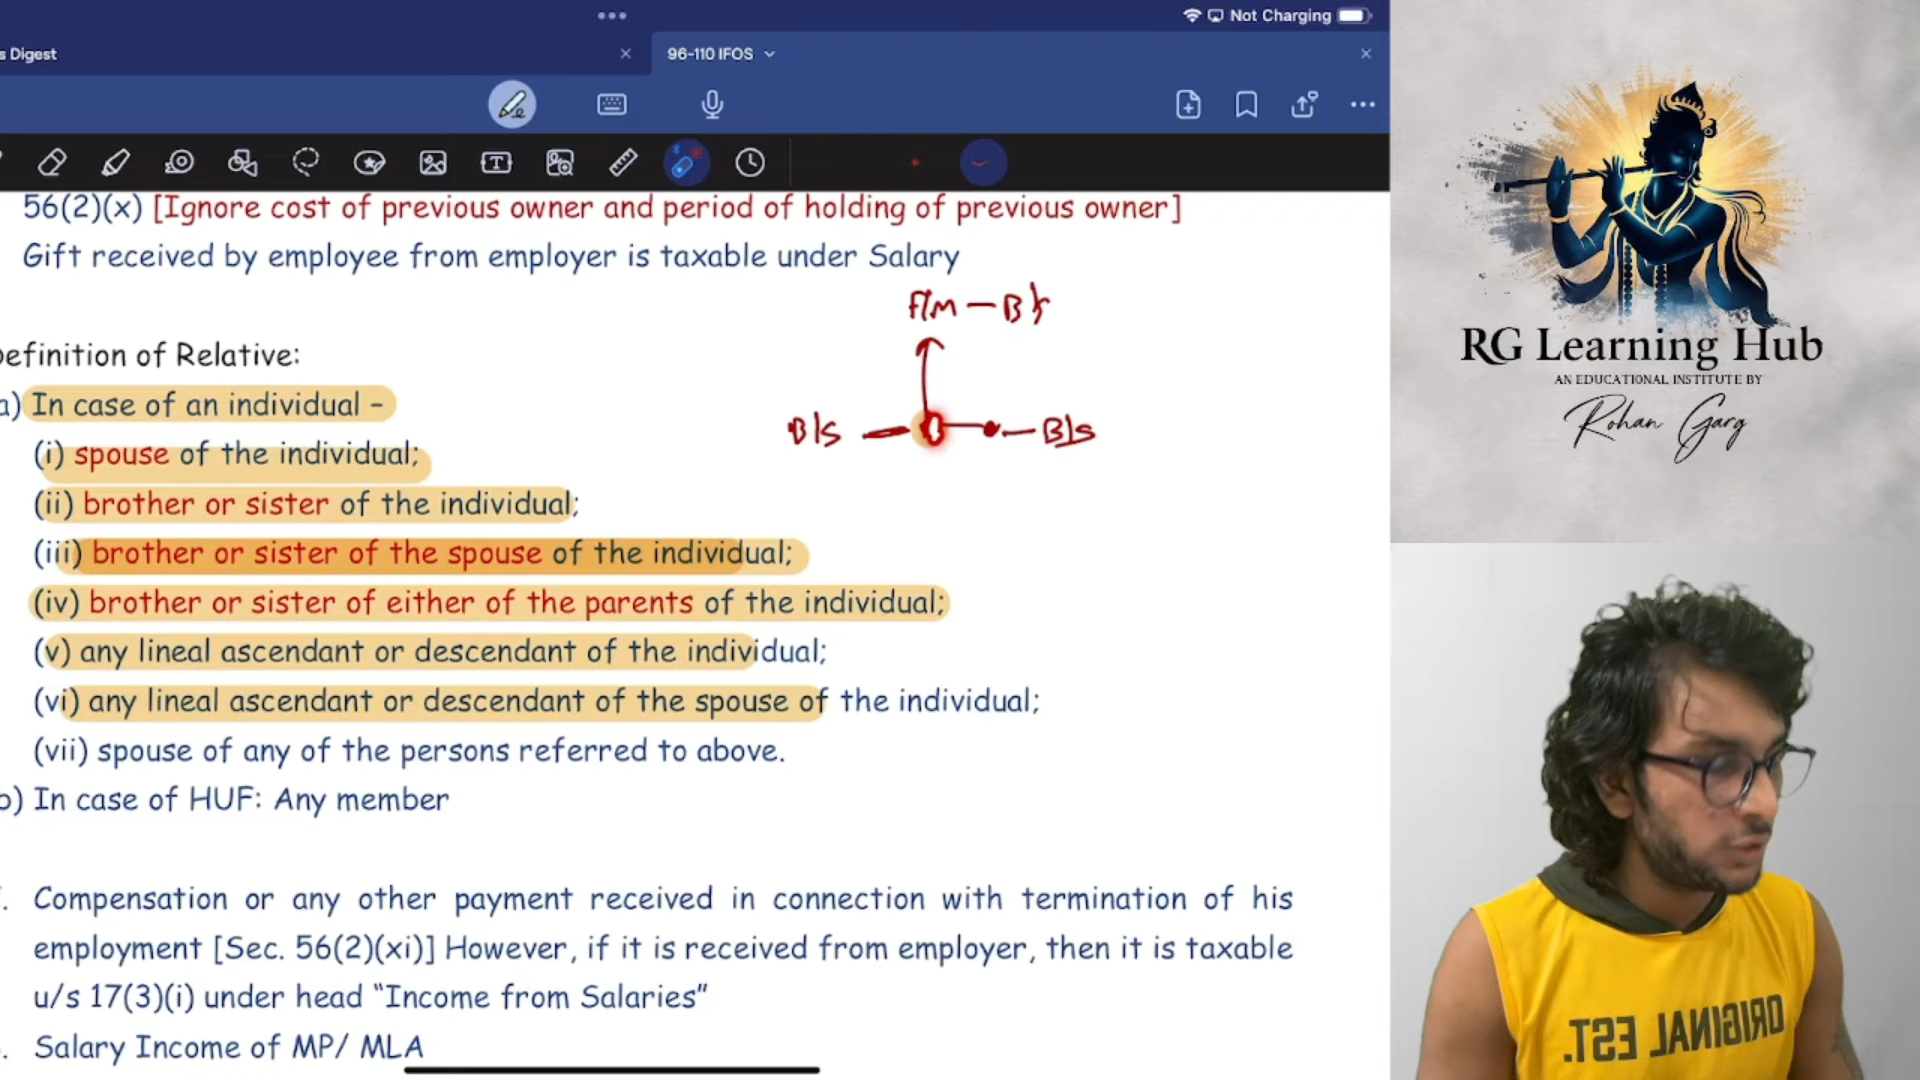 Not Charging
s Digest
96-110 IFOS
56(2)(x) [Ignore cost of previous owner and period of holding of previous owner]
Gift received by employee from employer is taxable under Salary
F/M — B/s
efinition of Relative:
a) In case of an individual –
B/s — — B/s
(i) spouse of the individual;
(ii) brother or sister of the individual;
(iii) brother or sister of the spouse of the individual;
(iv) brother or sister of either of the parents of the individual;
(v) any lineal ascendant or descendant of the individual;
(vi) any lineal ascendant or descendant of the spouse of the individual;
(vii) spouse of any of the persons referred to above.
) In case of HUF: Any member
. Compensation or any other payment received in connection with termination of his
employment [Sec. 56(2)(xi)] However, if it is received from employer, then it is taxable
u/s 17(3)(i) under head “Income from Salaries”
. Salary Income of MP/ MLA
RG Learning Hub
AN EDUCATIONAL INSTITUTE BY
Rohan Garg
ORIGINAL EST.